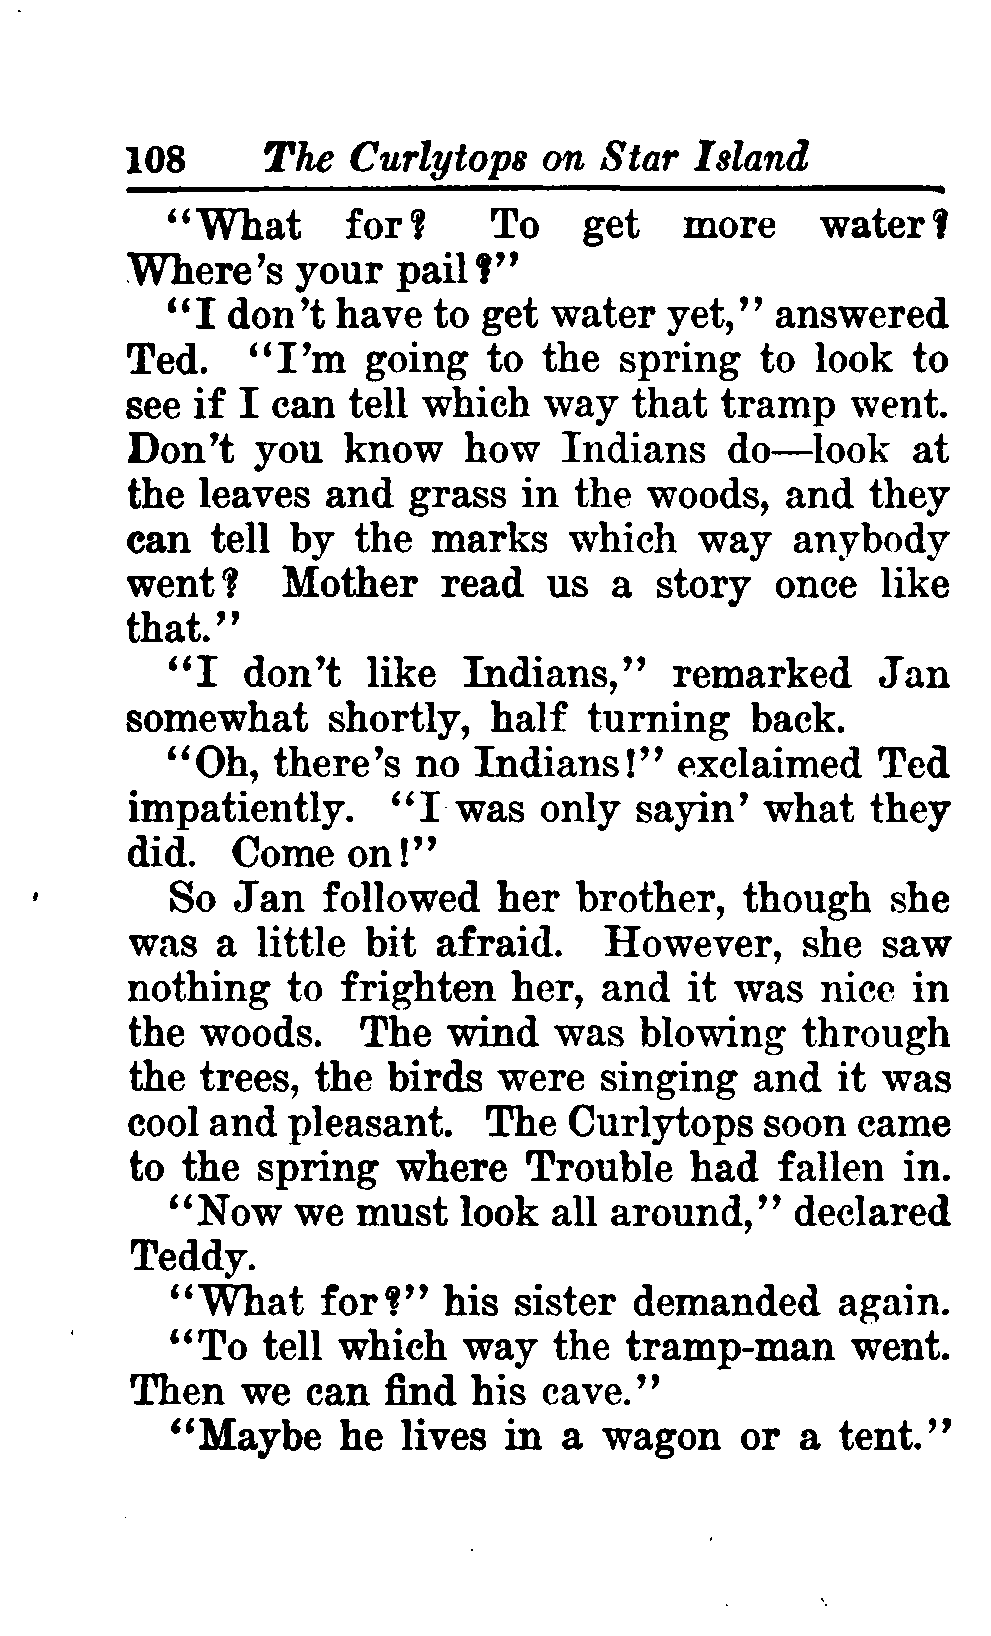 108 The Curlytops on Star Island
"What for? To get more water?
Where's your pail?"
"I don't have to get water yet," answered
Ted. "I'm going to the spring to look to
see if I can tell which way that tramp went.
Don't you know how Indians do—look at
the leaves and grass in the woods, and they
can tell by the marks which way anybody
went? Mother read us a story once like
that."
"I don't like Indians," remarked Jan
somewhat shortly, half turning back.
"Oh, there's no Indians!" exclaimed Ted
impatiently. "I was only sayin' what they
did. Come on!"
So Jan followed her brother, though she
was a little bit afraid. However, she saw
nothing to frighten her, and it was nice in
the woods. The wind was blowing through
the trees, the birds were singing and it was
cool and pleasant. The Curlytops soon came
to the spring where Trouble had fallen in.
"Now we must look all around," declared
Teddy.
"What for?" his sister demanded again.
"To tell which way the tramp-man went.
Then we can find his cave."
"Maybe he lives in a wagon or a tent."